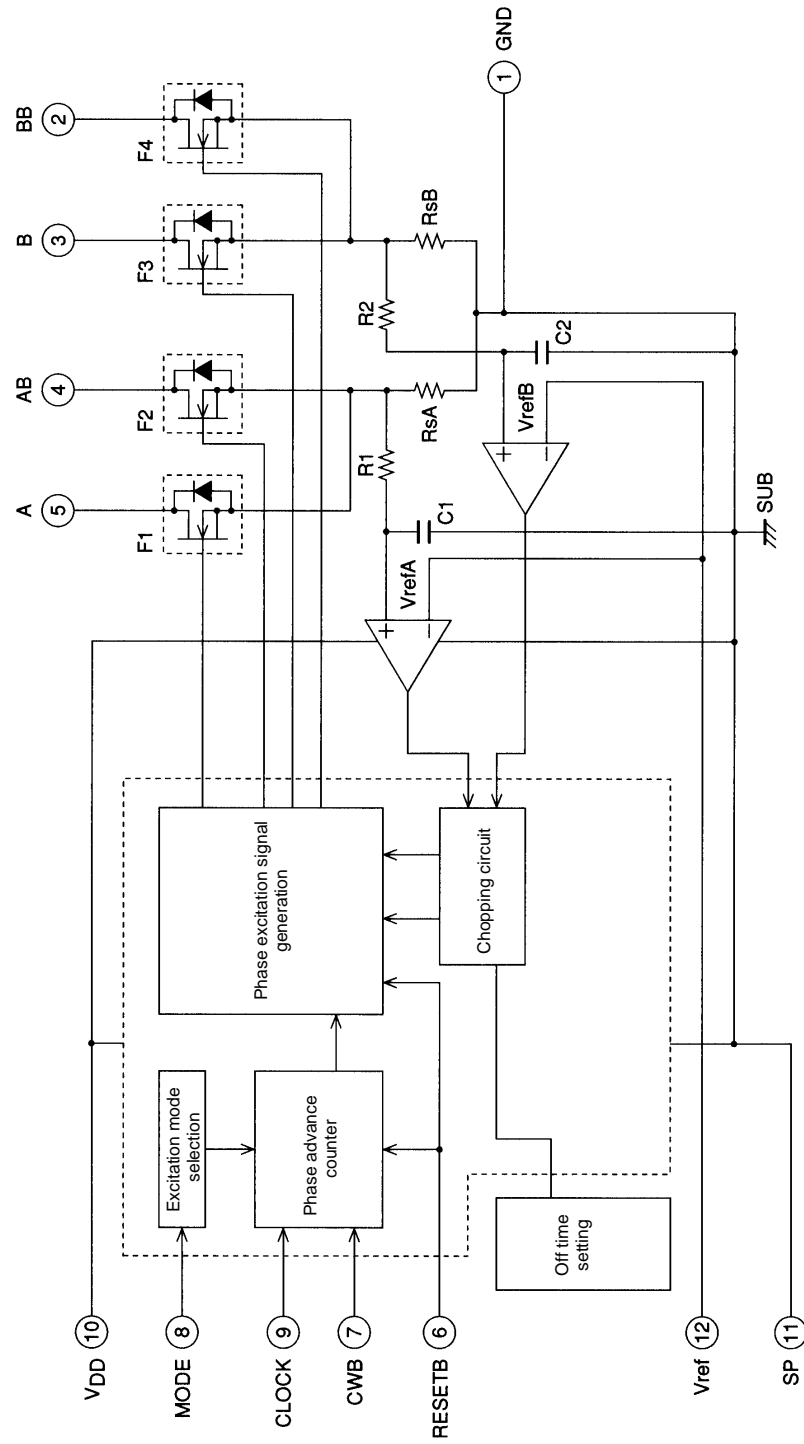 VDD 10
MODE 8
CLOCK 9
CWB 7
RESETB 6
Vref 12
SP 11
Excitation mode
selection
Phase advance
counter
Off time
setting
Phase excitation signal
generation
Chopping circuit
A
5
AB
4
B
3
BB
2
F1
F2
F3
F4
R1
C1
VrefA
+
−
RsA
R2
C2
VrefB
+
−
RsB
SUB
1
GND